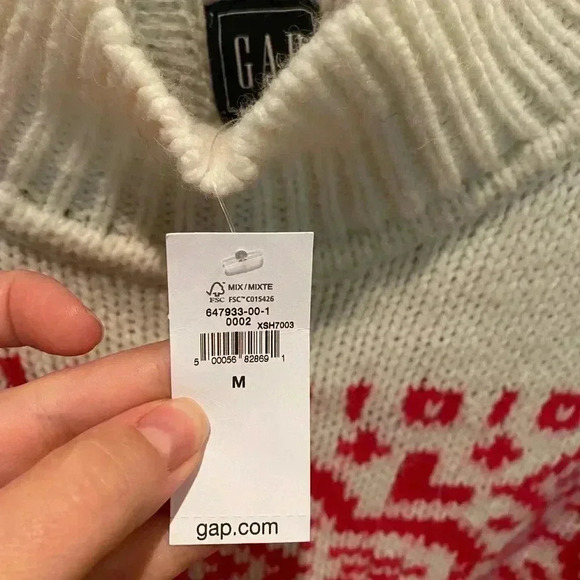 GAP
MIX/MIXTE
FSC FSC™ C015426
647933-00-1
0002 XSH7003
5 00056 82869 1
M
gap.com